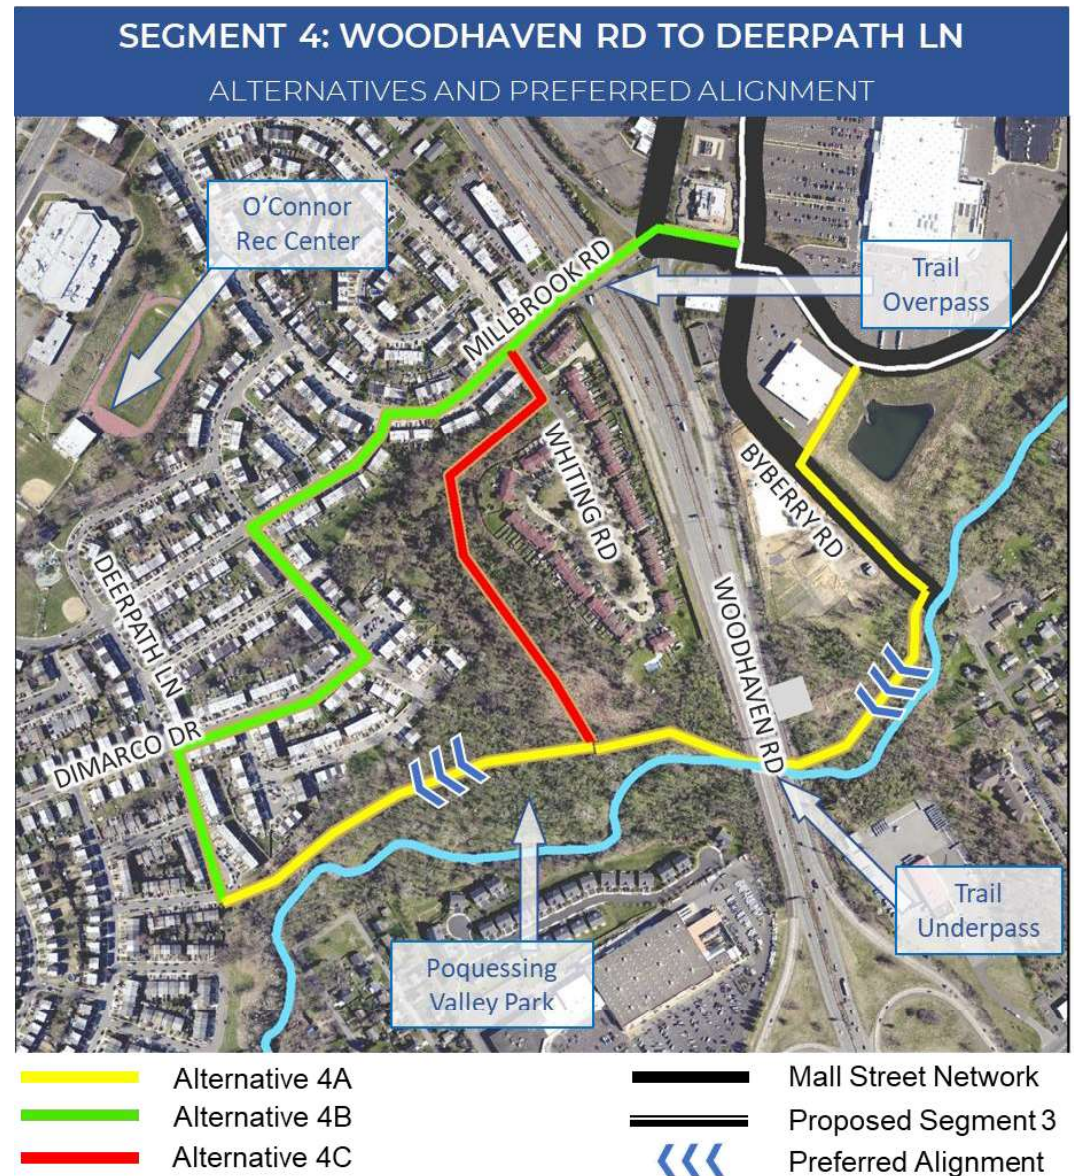 SEGMENT 4: WOODHAVEN RD TO DEERPATH LN
ALTERNATIVES AND PREFERRED ALIGNMENT
O'Connor
Rec Center
Trail
Overpass
MILLBROOK RD
WHITING RD
BYBERRY RD
DEERPATH LN
WOODHAVEN RD
DIMARCO DR
Trail
Underpass
Poquessing
Valley Park
Alternative 4A
Mall Street Network
Alternative 4B
Proposed Segment 3
Alternative 4C
Preferred Alignment